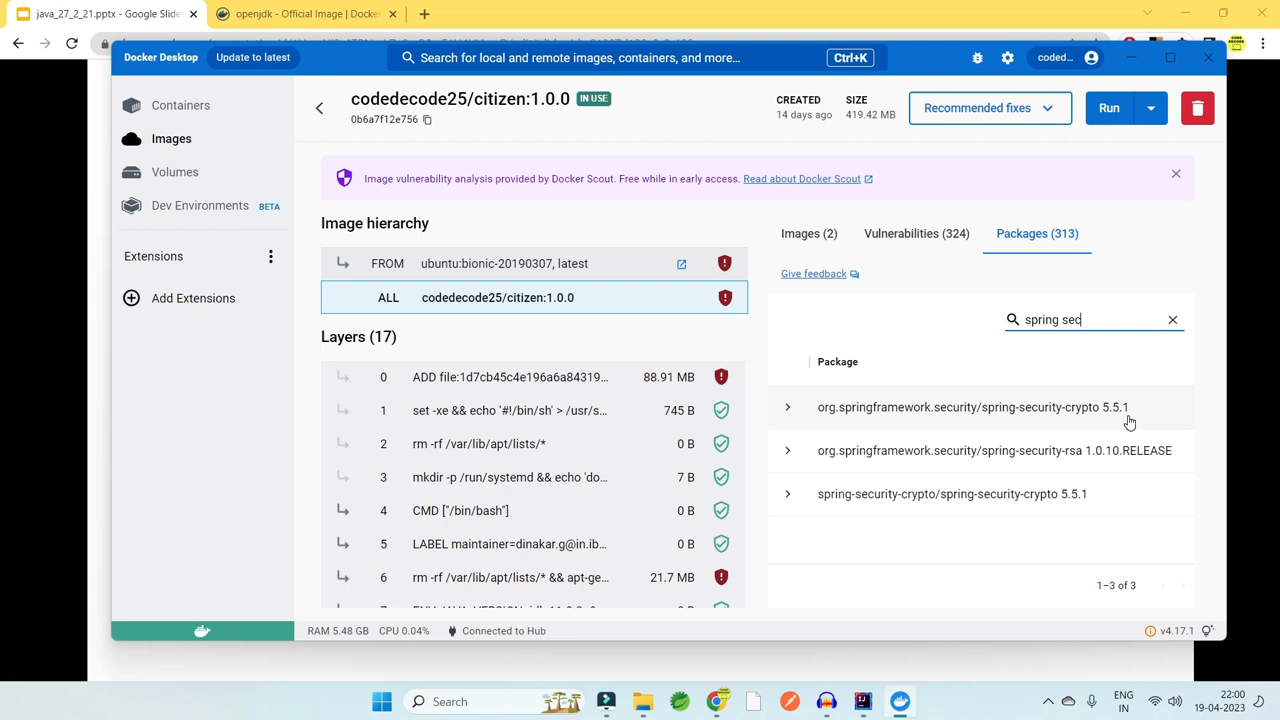 java_27_2_21.pptx - Google Slide
openjdk - Official Image | Docke
Docker Desktop
Update to latest
Search for local and remote images, containers, and more...
Ctrl+K
coded...
Containers
Images
Volumes
Dev Environments BETA
Extensions
Add Extensions
codedecode25/citizen:1.0.0 IN USE
0b6a7f12e756
CREATED
14 days ago
SIZE
419.42 MB
Recommended fixes
Run
Image vulnerability analysis provided by Docker Scout. Free while in early access. Read about Docker Scout
Image hierarchy
FROM ubuntu:bionic-20190307, latest
ALL codedecode25/citizen:1.0.0
Layers (17)
0 ADD file:1d7cb45c4e196a6a84319... 88.91 MB
1 set -xe && echo '#!/bin/sh' > /usr/s... 745 B
2 rm -rf /var/lib/apt/lists/* 0 B
3 mkdir -p /run/systemd && echo 'do... 7 B
4 CMD ["/bin/bash"] 0 B
5 LABEL maintainer=dinakar.g@in.ib... 0 B
6 rm -rf /var/lib/apt/lists/* && apt-ge... 21.7 MB
Images (2)
Vulnerabilities (324)
Packages (313)
Give feedback
spring sec
Package
org.springframework.security/spring-security-crypto 5.5.1
org.springframework.security/spring-security-rsa 1.0.10.RELEASE
spring-security-crypto/spring-security-crypto 5.5.1
1–3 of 3
RAM 5.48 GB CPU 0.04% Connected to Hub
v4.17.1
Search
ENG
IN
22:00
19-04-2023